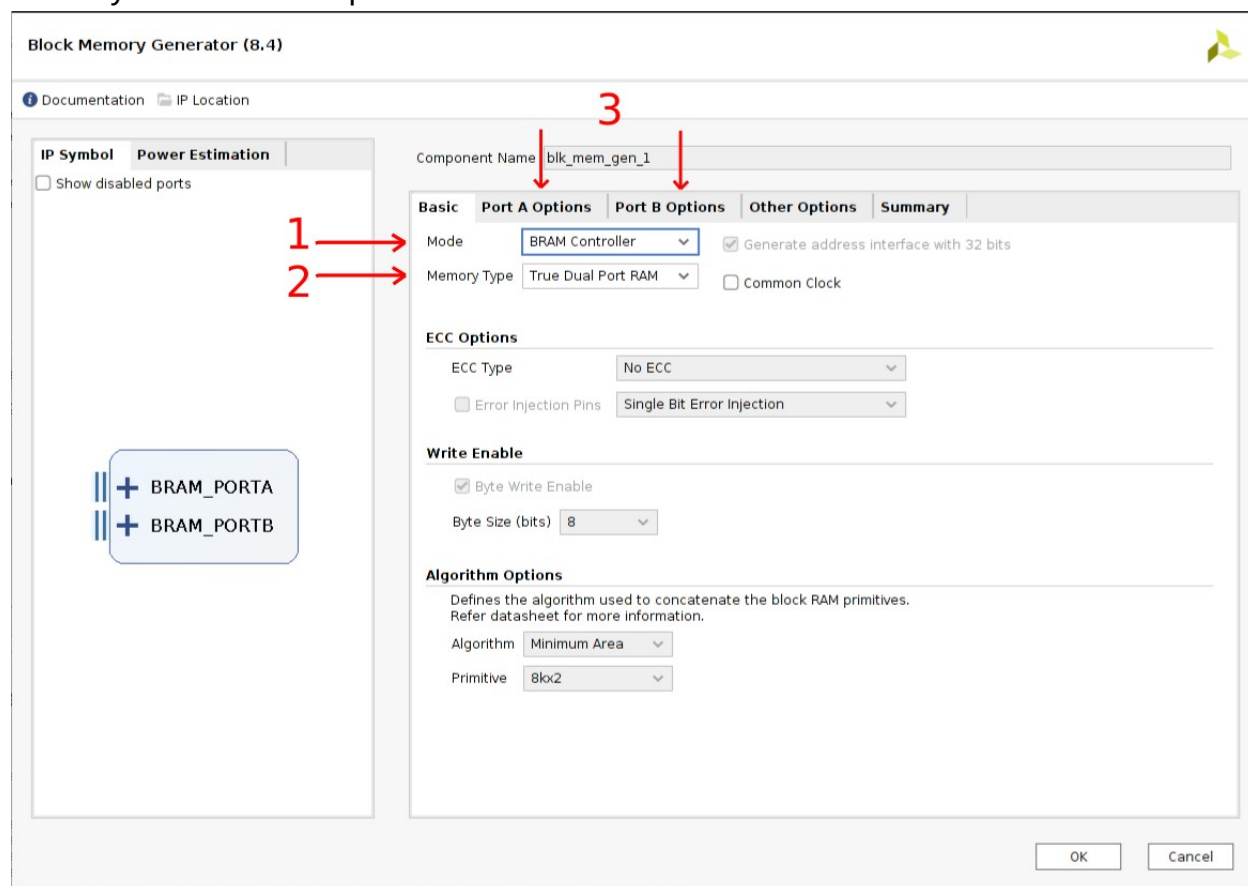 Block Memory Generator (8.4)
Documentation IP Location
3
IP Symbol Power Estimation
Show disabled ports
Component Name blk_mem_gen_1
Basic Port A Options Port B Options Other Options Summary
1 Mode BRAM Controller Generate address interface with 32 bits
2 Memory Type True Dual Port RAM Common Clock
ECC Options
ECC Type No ECC
Error Injection Pins Single Bit Error Injection
Write Enable
Byte Write Enable
Byte Size (bits) 8
BRAM_PORTA
BRAM_PORTB
Algorithm Options
Defines the algorithm used to concatenate the block RAM primitives.
Refer datasheet for more information.
Algorithm Minimum Area
Primitive 8kx2
OK Cancel